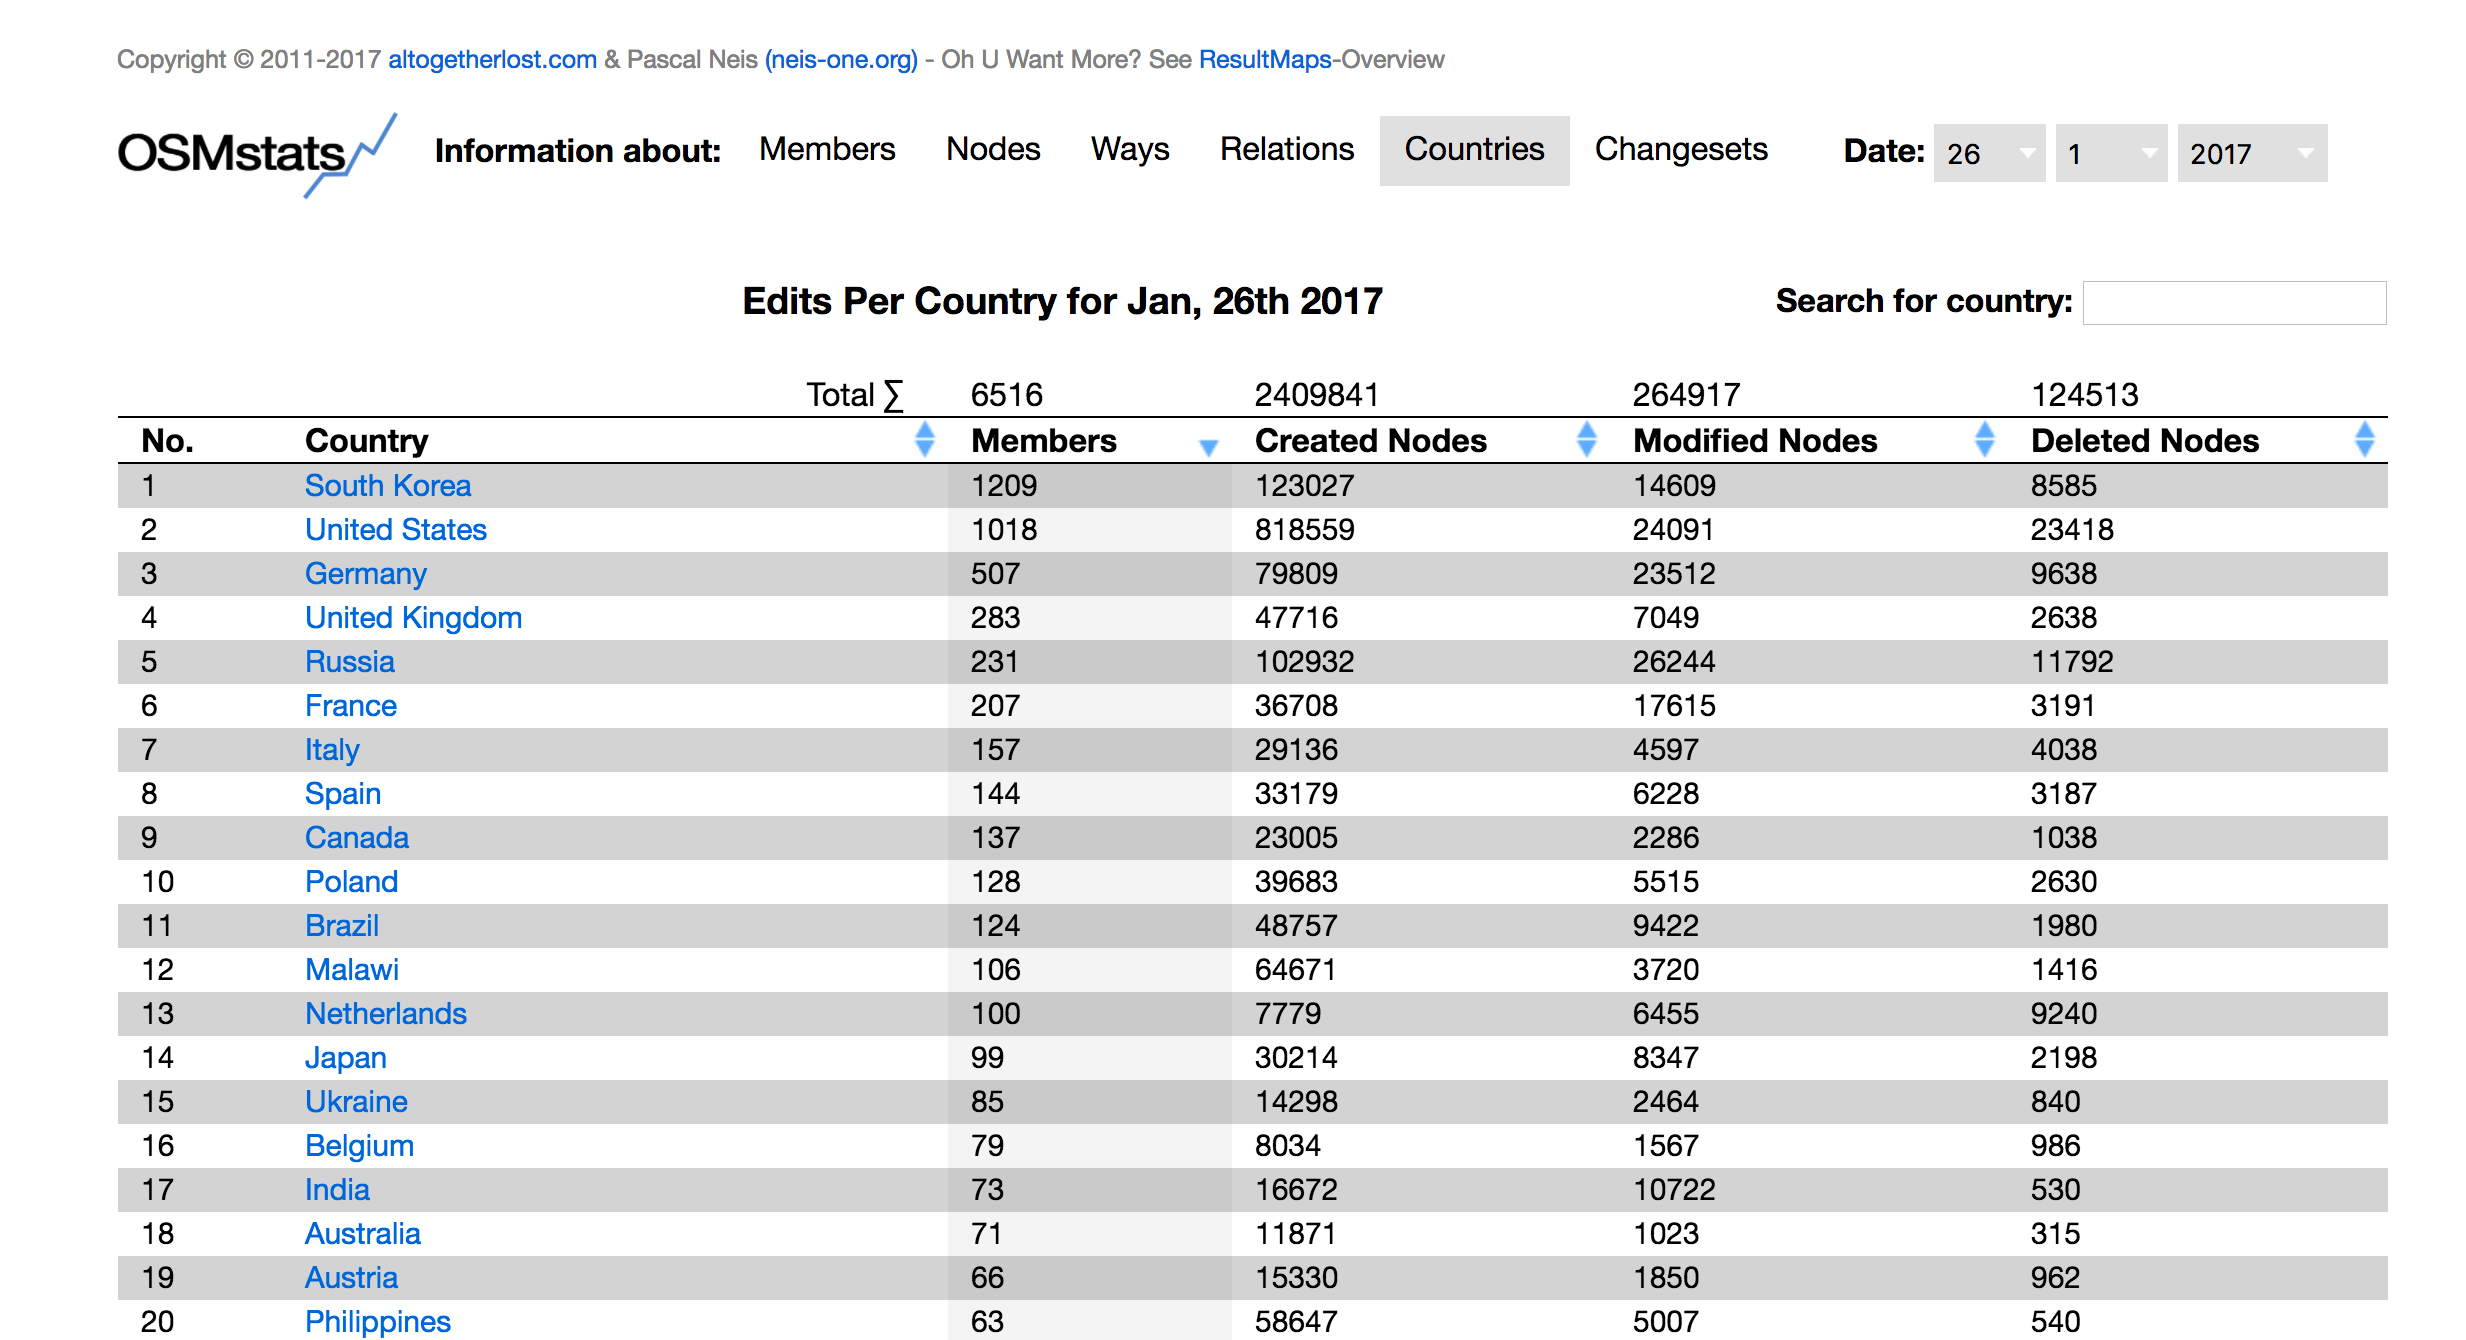 Copyright © 2011-2017 altogetherlost.com & Pascal Neis (neis-one.org) - Oh U Want More? See ResultMaps-Overview
OSMstats Information about: Members Nodes Ways Relations Countries Changesets Date: 26 1 2017
Edits Per Country for Jan, 26th 2017 Search for country:
Total ∑ 6516 2409841 264917 124513
No. Country Members Created Nodes Modified Nodes Deleted Nodes
1 South Korea 1209 123027 14609 8585
2 United States 1018 818559 24091 23418
3 Germany 507 79809 23512 9638
4 United Kingdom 283 47716 7049 2638
5 Russia 231 102932 26244 11792
6 France 207 36708 17615 3191
7 Italy 157 29136 4597 4038
8 Spain 144 33179 6228 3187
9 Canada 137 23005 2286 1038
10 Poland 128 39683 5515 2630
11 Brazil 124 48757 9422 1980
12 Malawi 106 64671 3720 1416
13 Netherlands 100 7779 6455 9240
14 Japan 99 30214 8347 2198
15 Ukraine 85 14298 2464 840
16 Belgium 79 8034 1567 986
17 India 73 16672 10722 530
18 Australia 71 11871 1023 315
19 Austria 66 15330 1850 962
20 Philippines 63 58647 5007 540